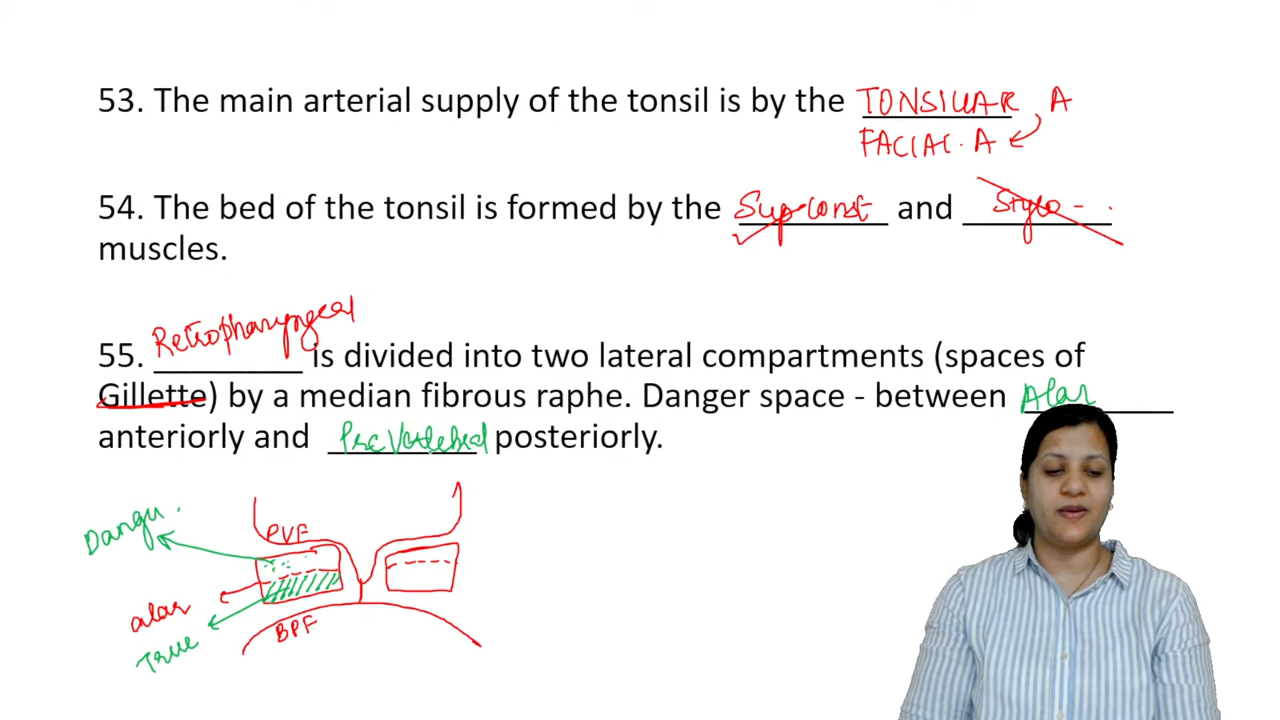 53. The main arterial supply of the tonsil is by the TONSILLAR A
FACIAL. A
54. The bed of the tonsil is formed by the Sup. const and Stylo - .
muscles.
Retropharyngeal
55. __________ is divided into two lateral compartments (spaces of
Gillette) by a median fibrous raphe. Danger space - between Alar
anteriorly and PreVertebral posteriorly.
Dangu .
PVF
alar
True
BPF